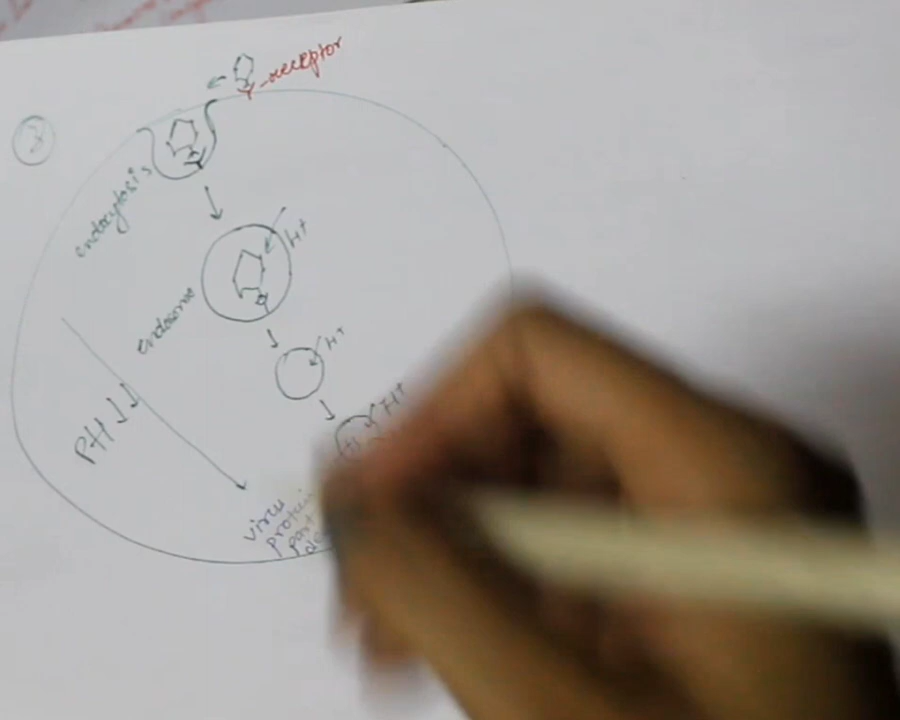 receptor
3
endocytosis
H+
endosome
H+
PH↓↓
H+
virus
protein